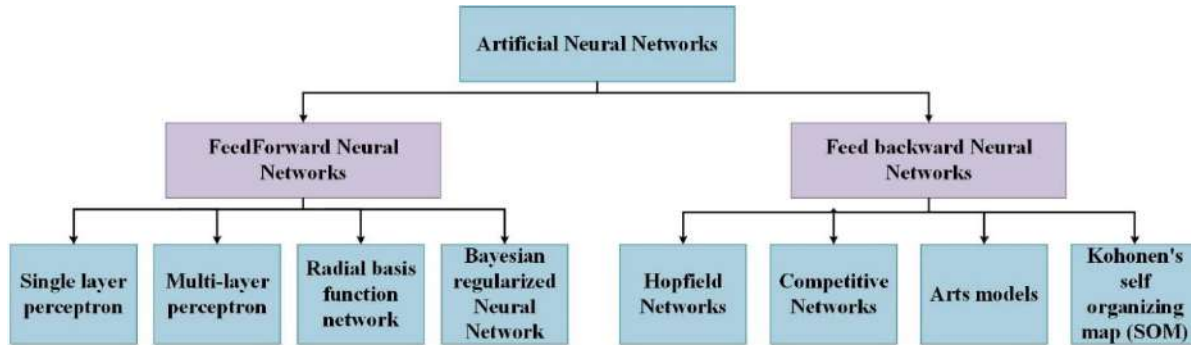 Artificial Neural Networks
FeedForward Neural
Networks
Feed backward Neural
Networks
Single layer
perceptron
Multi-layer
perceptron
Radial basis
function
network
Bayesian
regularized
Neural
Network
Hopfield
Networks
Competitive
Networks
Arts models
Kohonen's
self
organizing
map (SOM)